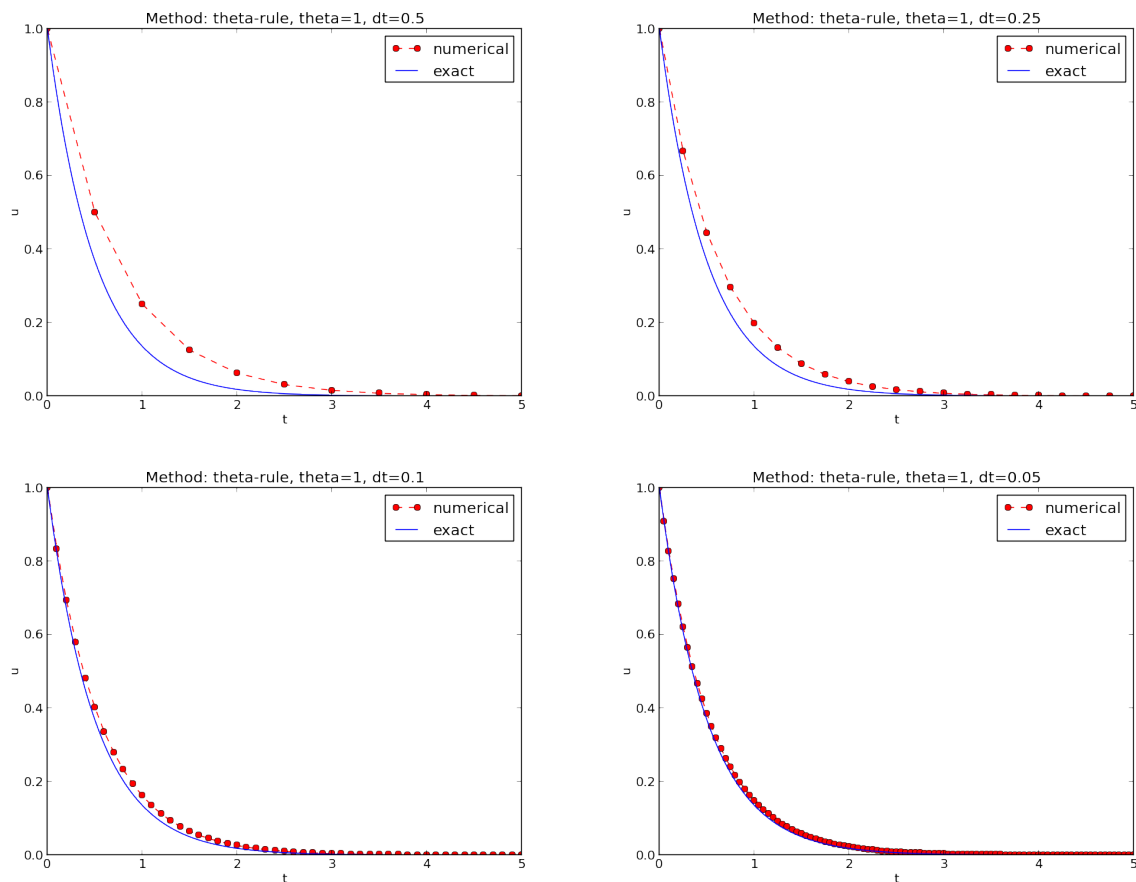 Method: theta-rule, theta=1, dt=0.5
1.0
0.8
0.6
0.4
0.2
0.0
u
numerical
exact
0 1 2 3 4 5
t
Method: theta-rule, theta=1, dt=0.25
1.0
0.8
0.6
0.4
0.2
0.0
u
numerical
exact
0 1 2 3 4 5
t
Method: theta-rule, theta=1, dt=0.1
1.0
0.8
0.6
0.4
0.2
0.0
u
numerical
exact
0 1 2 3 4 5
t
Method: theta-rule, theta=1, dt=0.05
1.0
0.8
0.6
0.4
0.2
0.0
u
numerical
exact
0 1 2 3 4 5
t